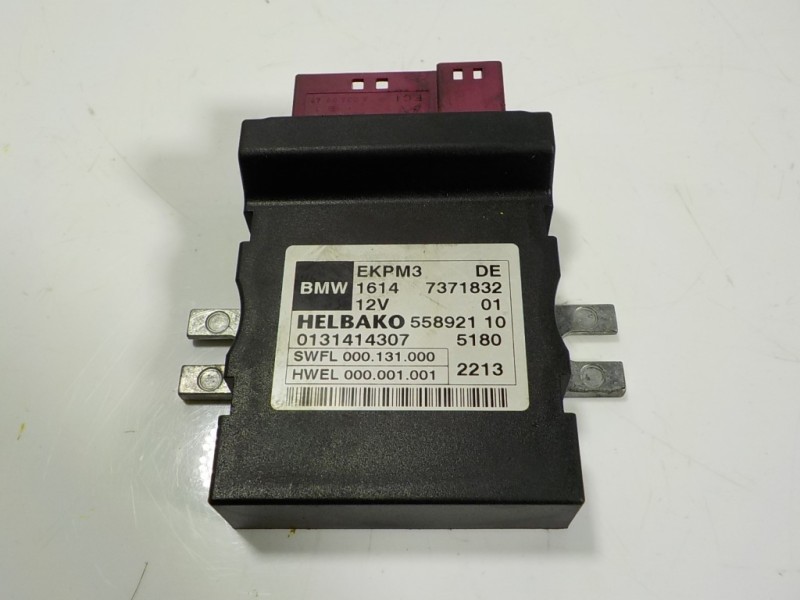 EKPM3 DE
BMW 1614 7371832
12V 01
HELBAKO 558921 10
0131414307 5180
SWFL 000.131.000
HWEL 000.001.001 2213